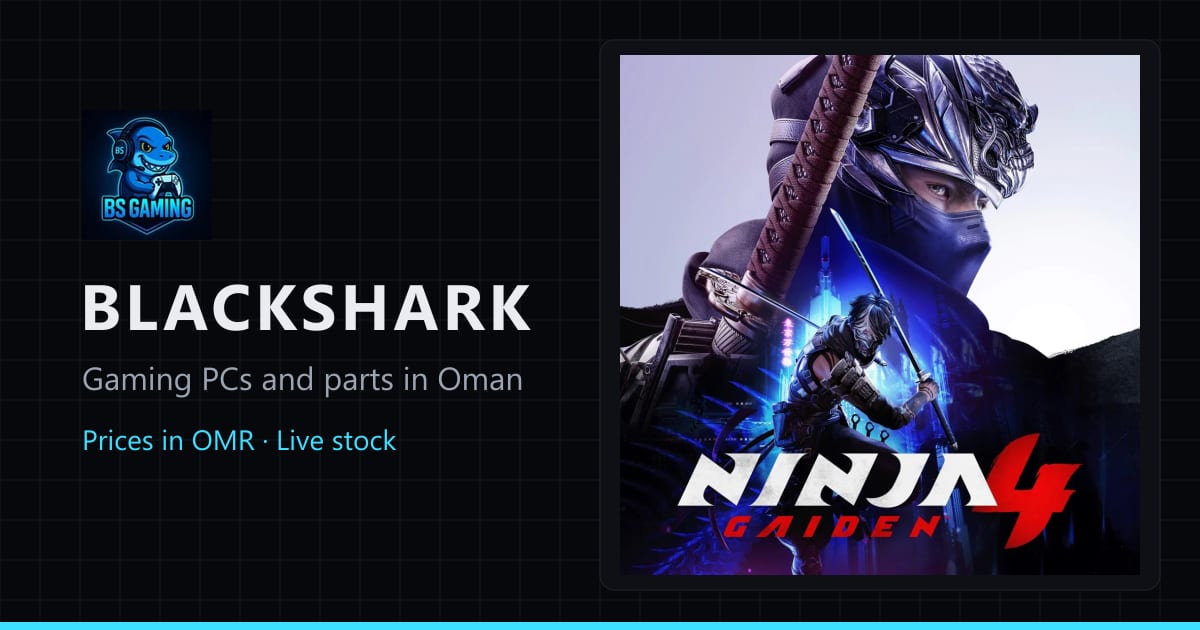 BS
BS GAMING
BLACKSHARK
Gaming PCs and parts in Oman
Prices in OMR · Live stock
NINJA 4
GAIDEN